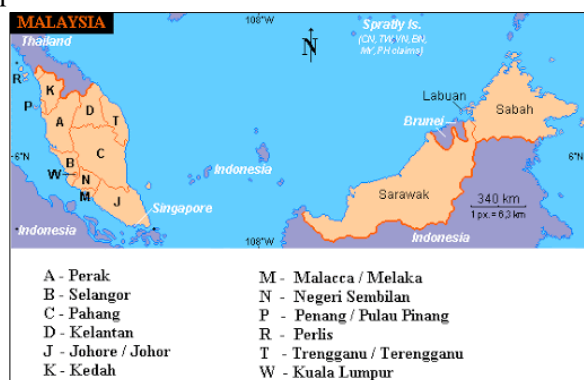 MALAYSIA
Thailand
108°W
N
Spratly Is.
(CN, TW, VN, BN,
MY, PH claims)
R
K
P
A
D
T
Labuan
Sabah
Brunei
C
6°N
6°N
B
W
N
M
J
Indonesia
Sarawak
340 km
1 px. = 6,3 km
Singapore
Indonesia
108°W
Indonesia
A - Perak
B - Selangor
C - Pahang
D - Kelantan
J - Johore / Johor
K - Kedah
M - Malacca / Melaka
N - Negeri Sembilan
P - Penang / Pulau Pinang
R - Perlis
T - Trengganu / Terengganu
W - Kuala Lumpur